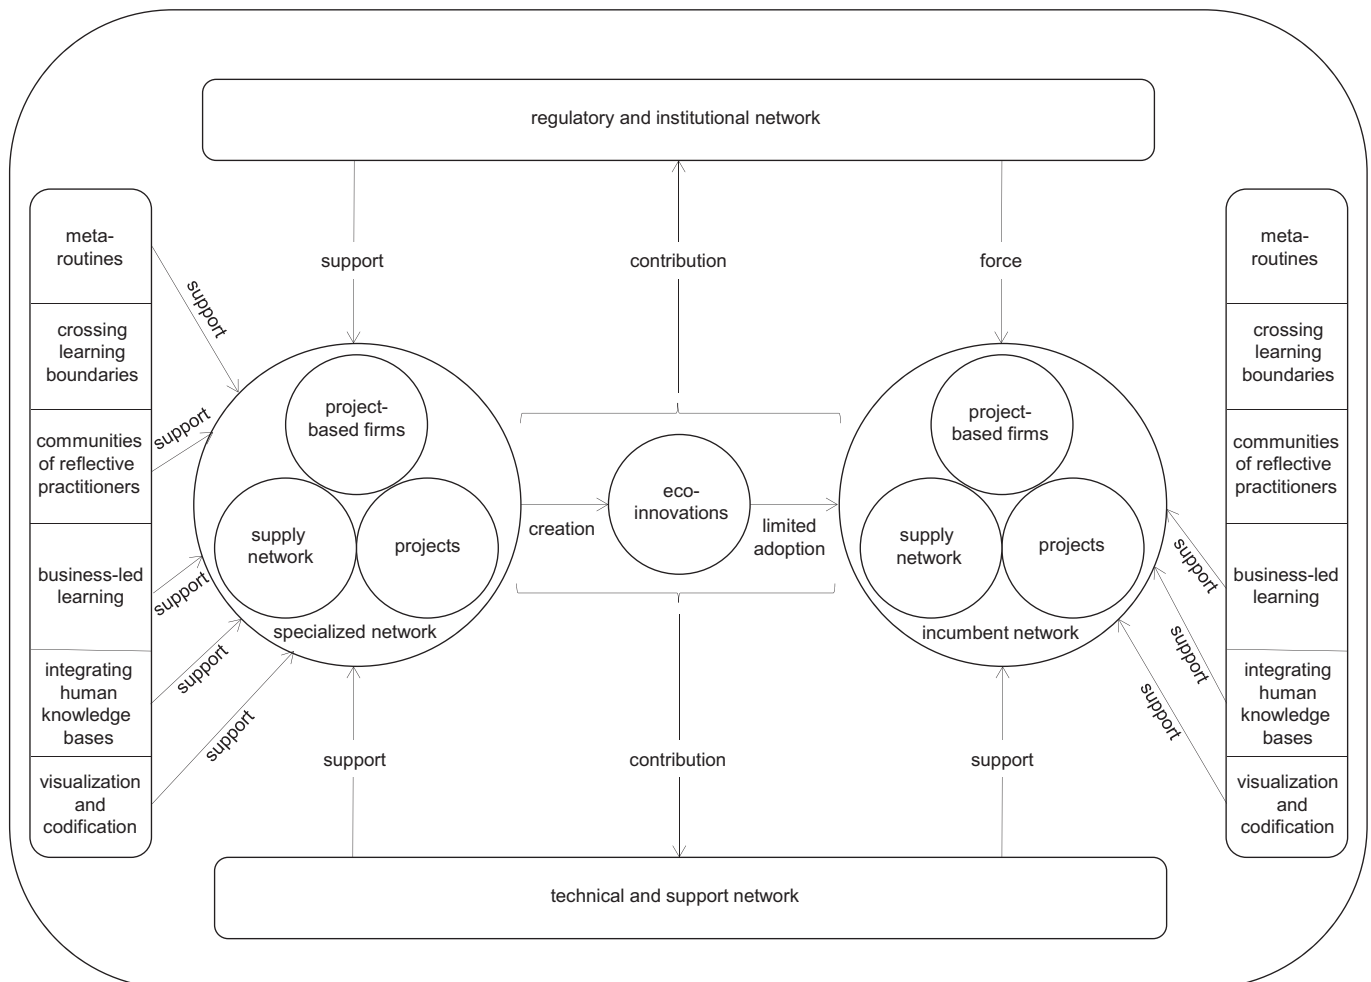 regulatory and institutional network
meta-
routines
crossing
learning
boundaries
communities
of reflective
practitioners
business-led
learning
integrating
human
knowledge
bases
visualization
and
codification
support
support
support
support
support
support
contribution
force
project-
based firms
supply
network
projects
specialized network
creation
eco-
innovations
limited
adoption
project-
based firms
supply
network
projects
incumbent network
support
support
support
meta-
routines
crossing
learning
boundaries
communities
of reflective
practitioners
business-led
learning
integrating
human
knowledge
bases
visualization
and
codification
support
contribution
support
technical and support network